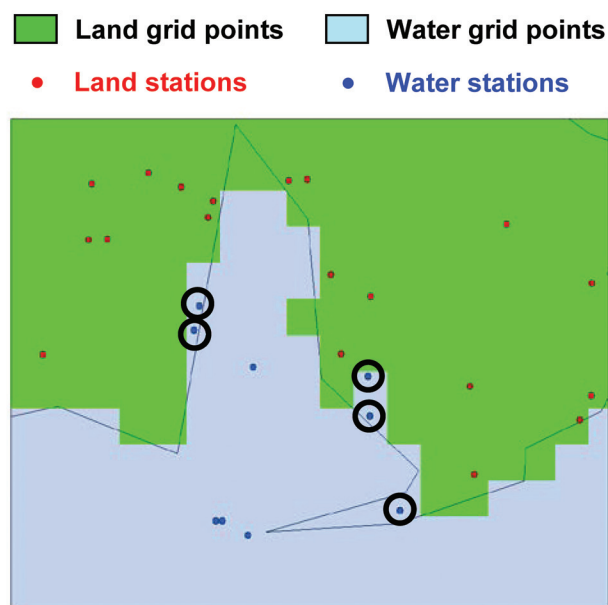 Land grid points
Water grid points
Land stations
Water stations